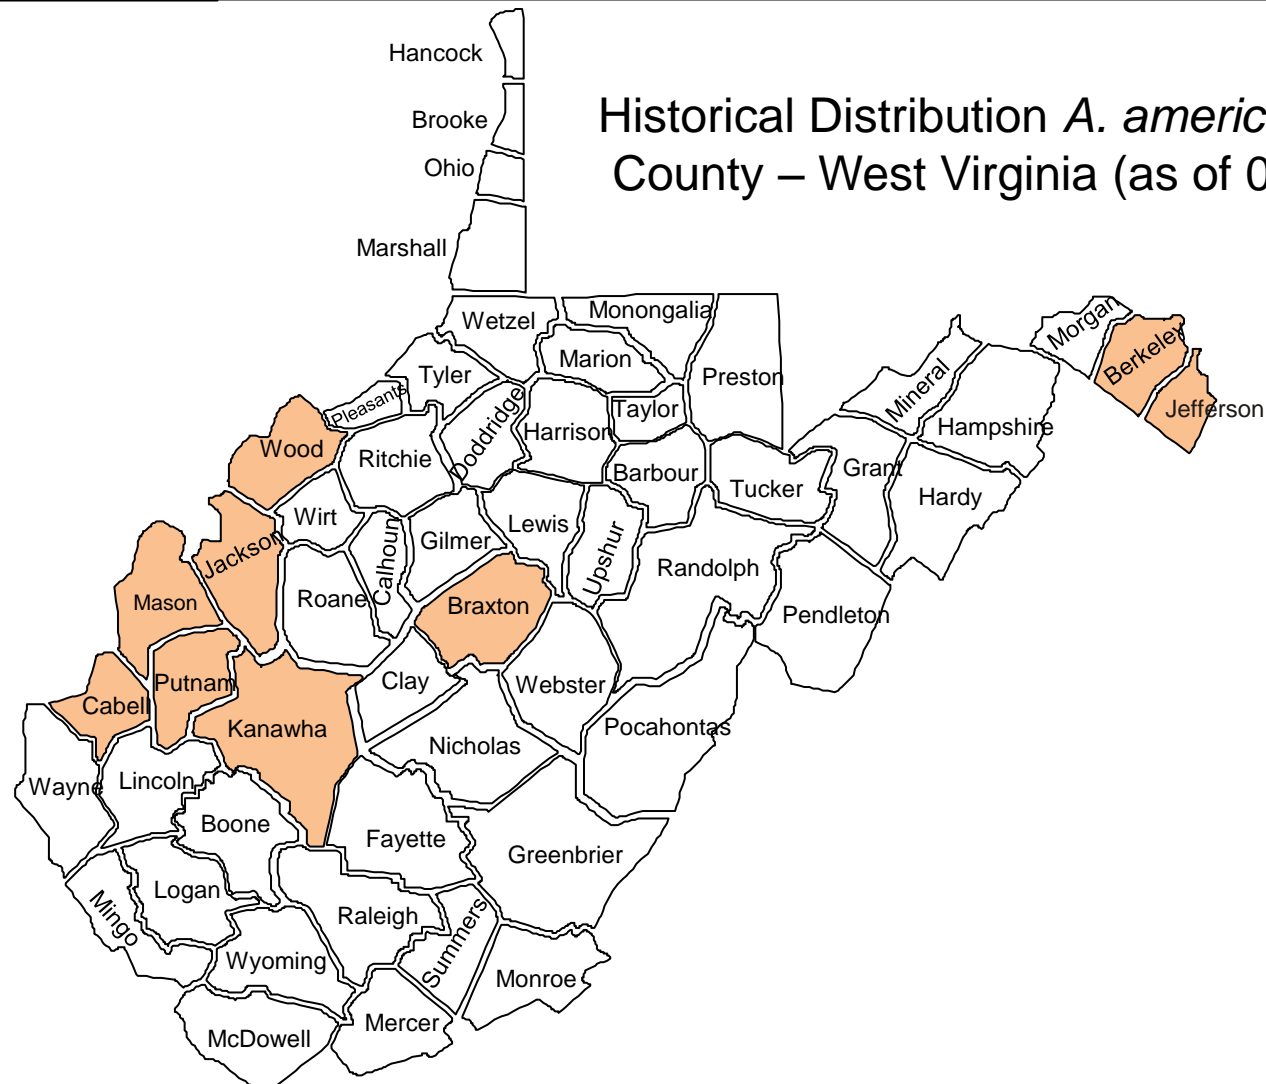 Historical Distribution A. americ
County – West Virginia (as of 0
Hancock
Brooke
Ohio
Marshall
Wetzel
Monongalia
Marion
Preston
Tyler
Pleasants
Doddridge
Harrison
Taylor
Morgan
Berkeley
Jefferson
Mineral
Hampshire
Wood
Ritchie
Barbour
Tucker
Grant
Hardy
Wirt
Calhoun
Gilmer
Lewis
Upshur
Randolph
Jackson
Mason
Roane
Braxton
Pendleton
Cabell
Putnam
Kanawha
Clay
Webster
Nicholas
Pocahontas
Wayne
Lincoln
Boone
Fayette
Greenbrier
Mingo
Logan
Raleigh
Summers
Wyoming
Monroe
McDowell
Mercer